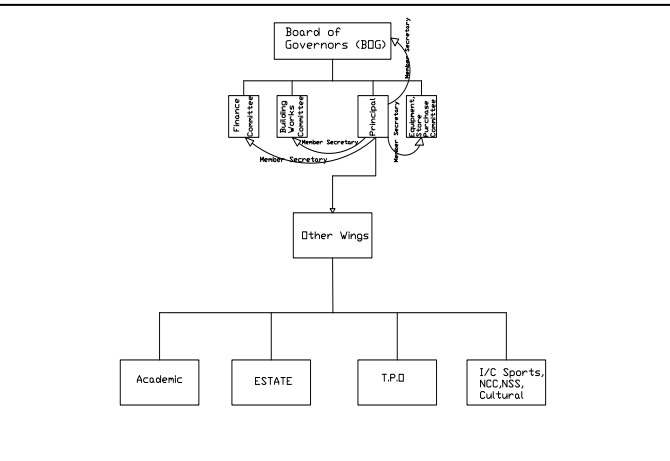 Board of
Governors (BOG)
Member Secretary
Finance
Committee
Building
Works
Committee
Principal
Equipment,
Store
Purchase
Committee
Member Secretary
Member Secretary
Member Secretary
Other Wings
Academic
ESTATE
T.P.O
I/C Sports,
NCC,NSS,
Cultural